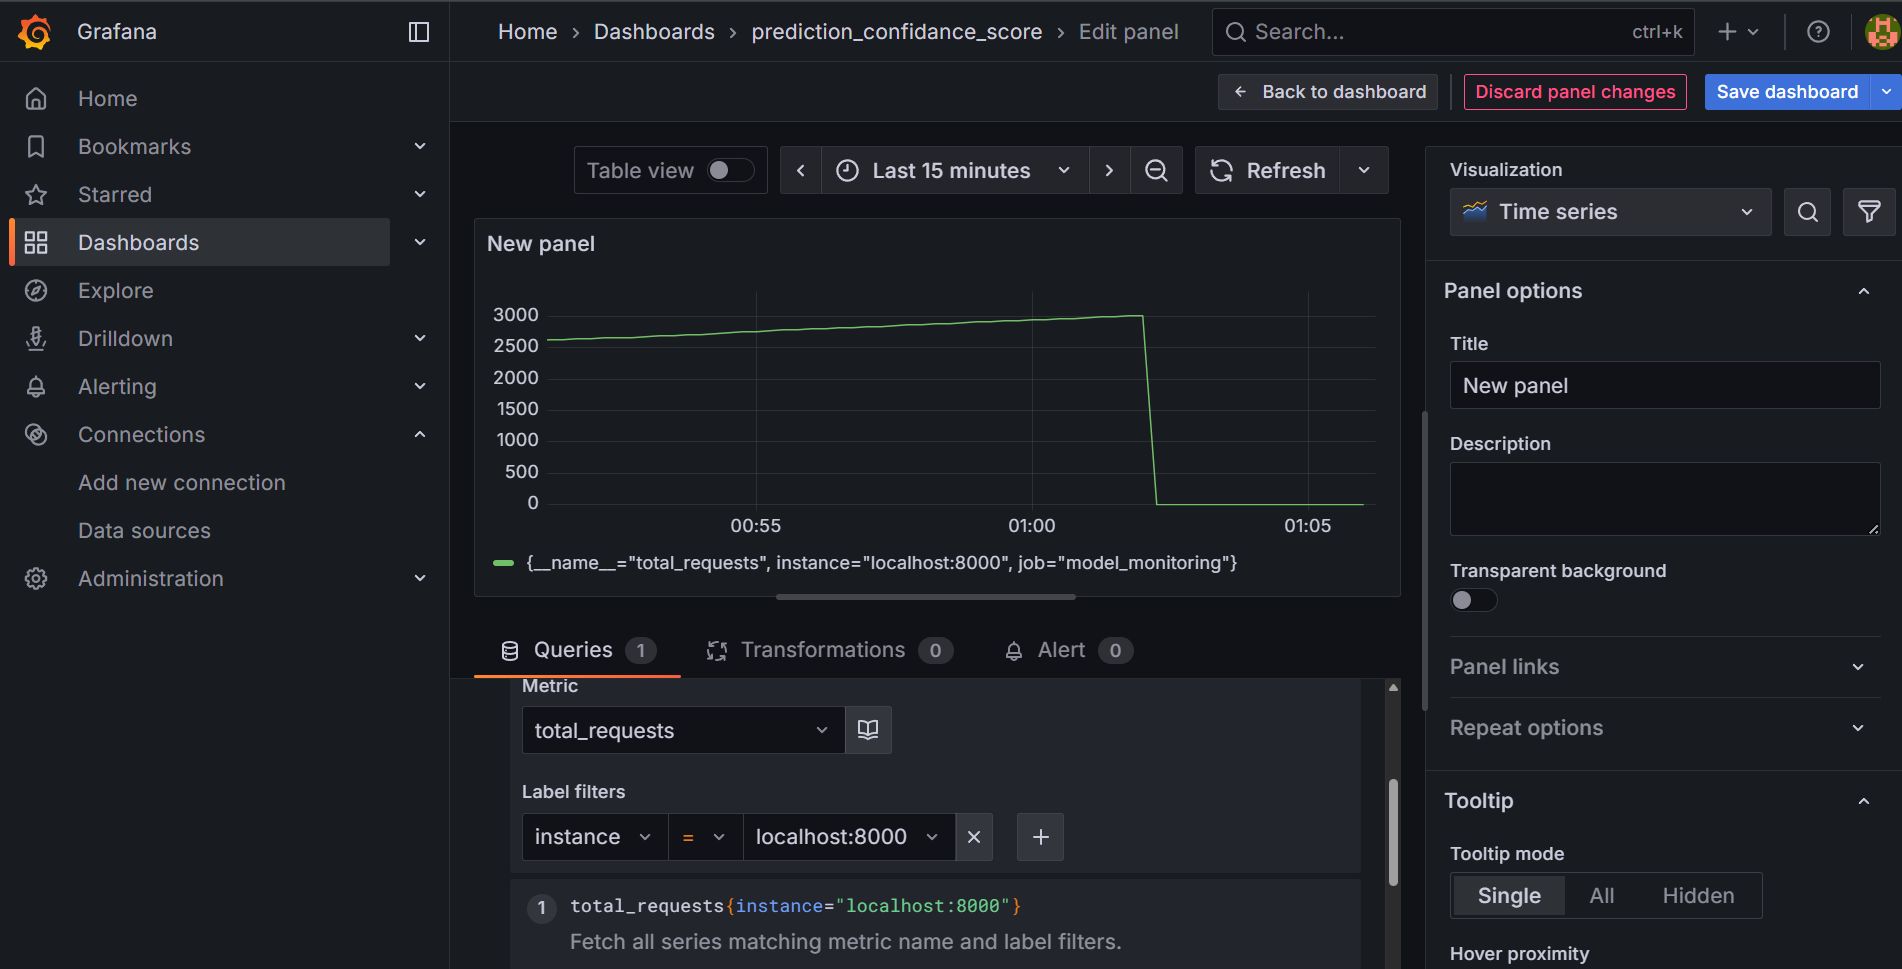 Grafana
Home
Dashboards
prediction_confidance_score
Edit panel
Search...
ctrl+k
Home
Bookmarks
Starred
Dashboards
Explore
Drilldown
Alerting
Connections
Add new connection
Data sources
Administration
Back to dashboard
Discard panel changes
Save dashboard
Table view
Last 15 minutes
Refresh
New panel
3000
2500
2000
1500
1000
500
0
00:55
01:00
01:05
{__name__="total_requests", instance="localhost:8000", job="model_monitoring"}
Queries 1
Transformations 0
Alert 0
Metric
total_requests
Label filters
instance = localhost:8000
1 total_requests{instance="localhost:8000"}
Fetch all series matching metric name and label filters.
Visualization
Time series
Panel options
Title
New panel
Description
Transparent background
Panel links
Repeat options
Tooltip
Tooltip mode
Single All Hidden
Hover proximity